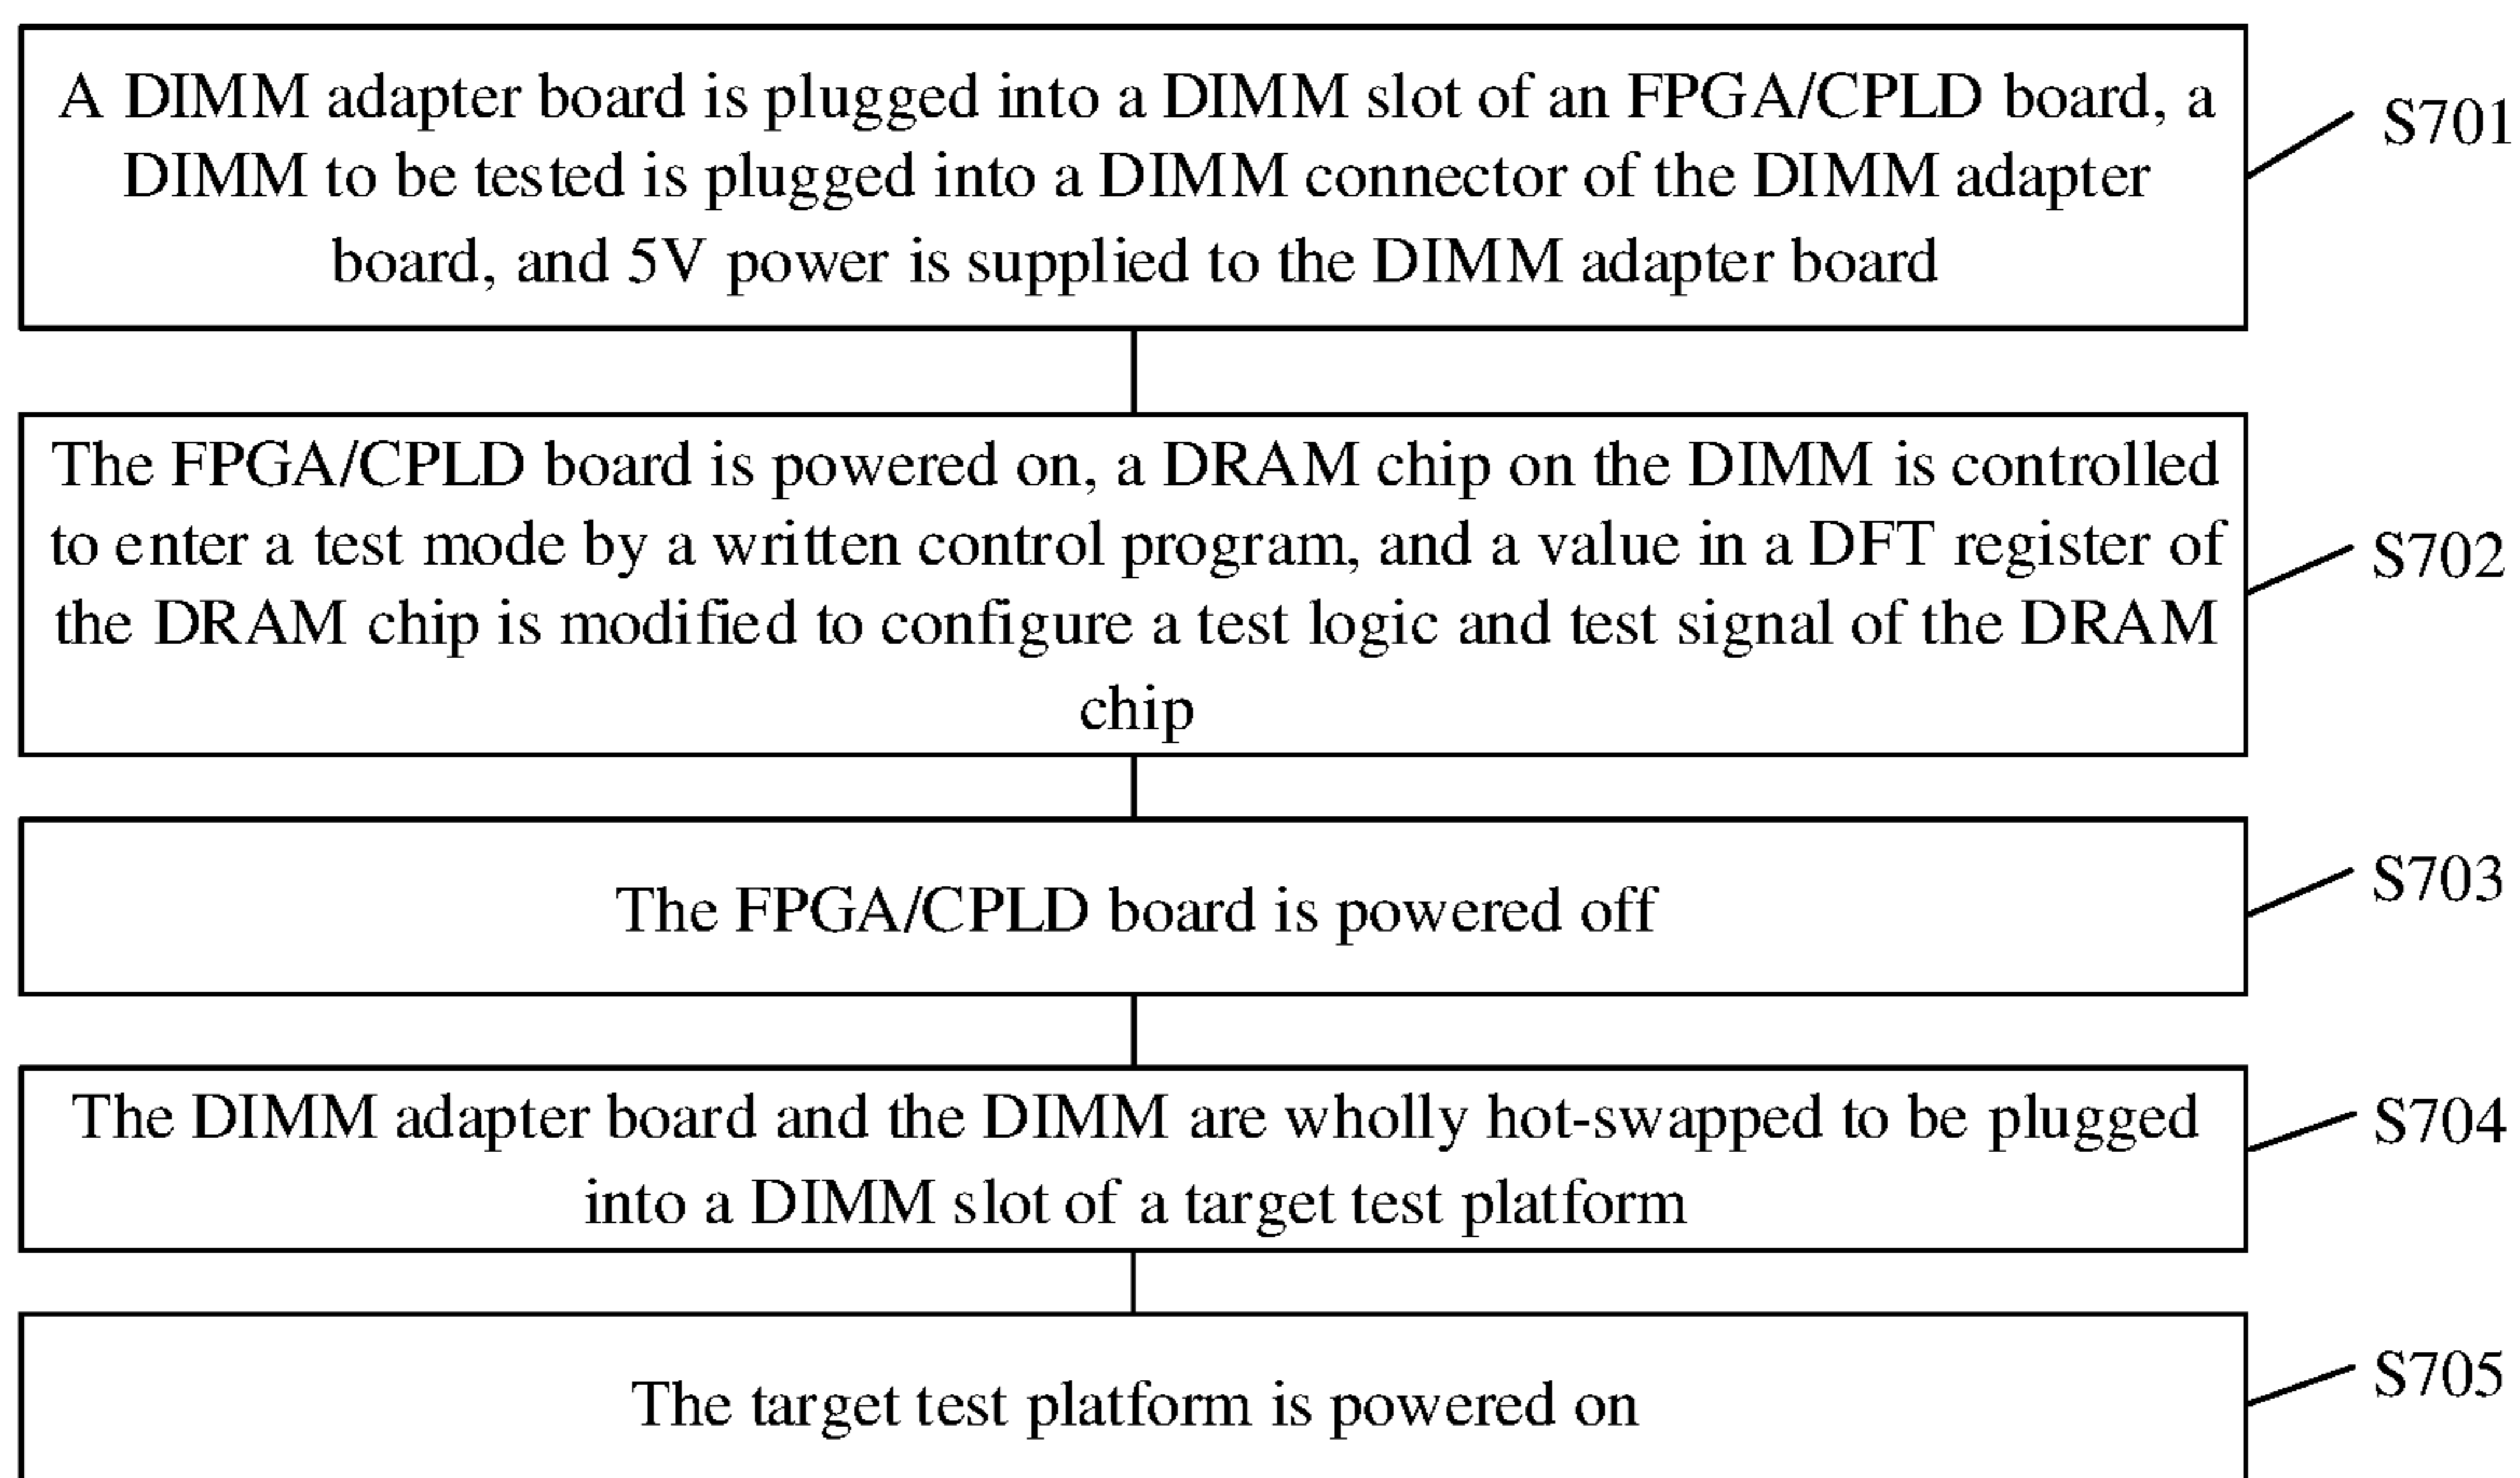 A DIMM adapter board is plugged into a DIMM slot of an FPGA/CPLD board, a
DIMM to be tested is plugged into a DIMM connector of the DIMM adapter
board, and 5V power is supplied to the DIMM adapter board
S701
The FPGA/CPLD board is powered on, a DRAM chip on the DIMM is controlled
to enter a test mode by a written control program, and a value in a DFT register of
the DRAM chip is modified to configure a test logic and test signal of the DRAM
chip
S702
The FPGA/CPLD board is powered off
S703
The DIMM adapter board and the DIMM are wholly hot-swapped to be plugged
into a DIMM slot of a target test platform
S704
The target test platform is powered on
S705